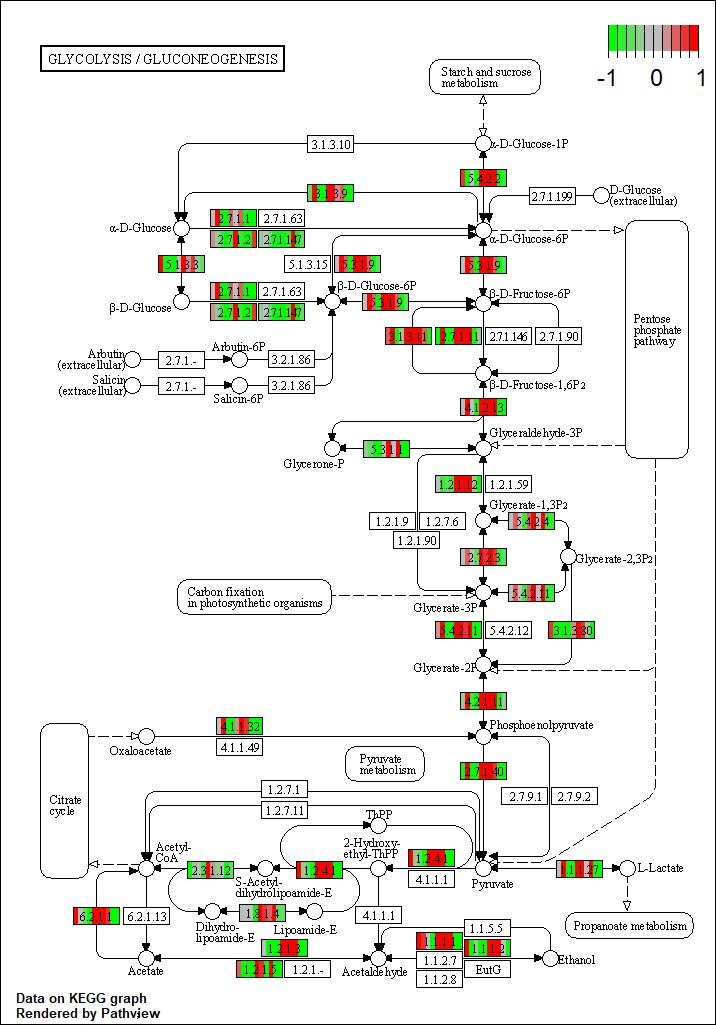 GLYCOLYSIS / GLUCONEOGENESIS
-1 0 1
Starch and sucrose
metabolism
3.1.3.10
α-D-Glucose-1P
5.4.2.2
3.1.3.9
2.7.1.199
D-Glucose
(extracellular)
α-D-Glucose
2.7.1.1
2.7.1.63
2.7.1.2
2.7.1.147
α-D-Glucose-6P
5.1.3.3
5.1.3.15
5.3.1.9
5.3.1.9
β-D-Glucose-6P
β-D-Glucose
2.7.1.1
2.7.1.63
2.7.1.2
2.7.1.147
5.3.1.9
β-D-Fructose-6P
Pentose
phosphate
pathway
3.1.3.11
2.7.1.11
2.7.1.146
2.7.1.90
Arbutin
(extracellular)
2.7.1.-
Arbutin-6P
3.2.1.86
Salicin
(extracellular)
2.7.1.-
Salicin-6P
3.2.1.86
β-D-Fructose-1,6P2
4.1.2.13
Glyceraldehyde-3P
Glycerone-P
5.3.1.1
1.2.1.12
1.2.1.59
Glycerate-1,3P2
1.2.1.9
1.2.7.6
1.2.1.90
5.4.2.4
2.7.2.3
Glycerate-2,3P2
Carbon fixation
in photosynthetic organisms
Glycerate-3P
5.4.2.11
5.4.2.11
5.4.2.12
3.1.3.80
Glycerate-2P
4.2.1.11
4.1.1.32
Phosphoenolpyruvate
Oxaloacetate
4.1.1.49
Pyruvate
metabolism
2.7.1.40
Citrate
cycle
1.2.7.1
1.2.7.11
2.7.9.1
2.7.9.2
ThPP
2-Hydroxy-
ethyl-ThPP
Acetyl-
CoA
2.3.1.12
1.2.4.1
1.2.4.1
4.1.1.1
Pyruvate
1.1.1.27
L-Lactate
S-Acetyl-
dihydrolipoamide-E
6.2.1.1
6.2.1.13
Dihydro-
lipoamide-E
1.8.1.4
Lipoamide-E
4.1.1.1
Propanoate metabolism
1.2.1.3
1.1.5.5
1.1.1.1
1.1.1.2
1.1.2.7
1.1.2.8
EutG
Acetate
1.2.1.5
1.2.1.-
Acetaldehyde
Ethanol
Data on KEGG graph
Rendered by Pathview